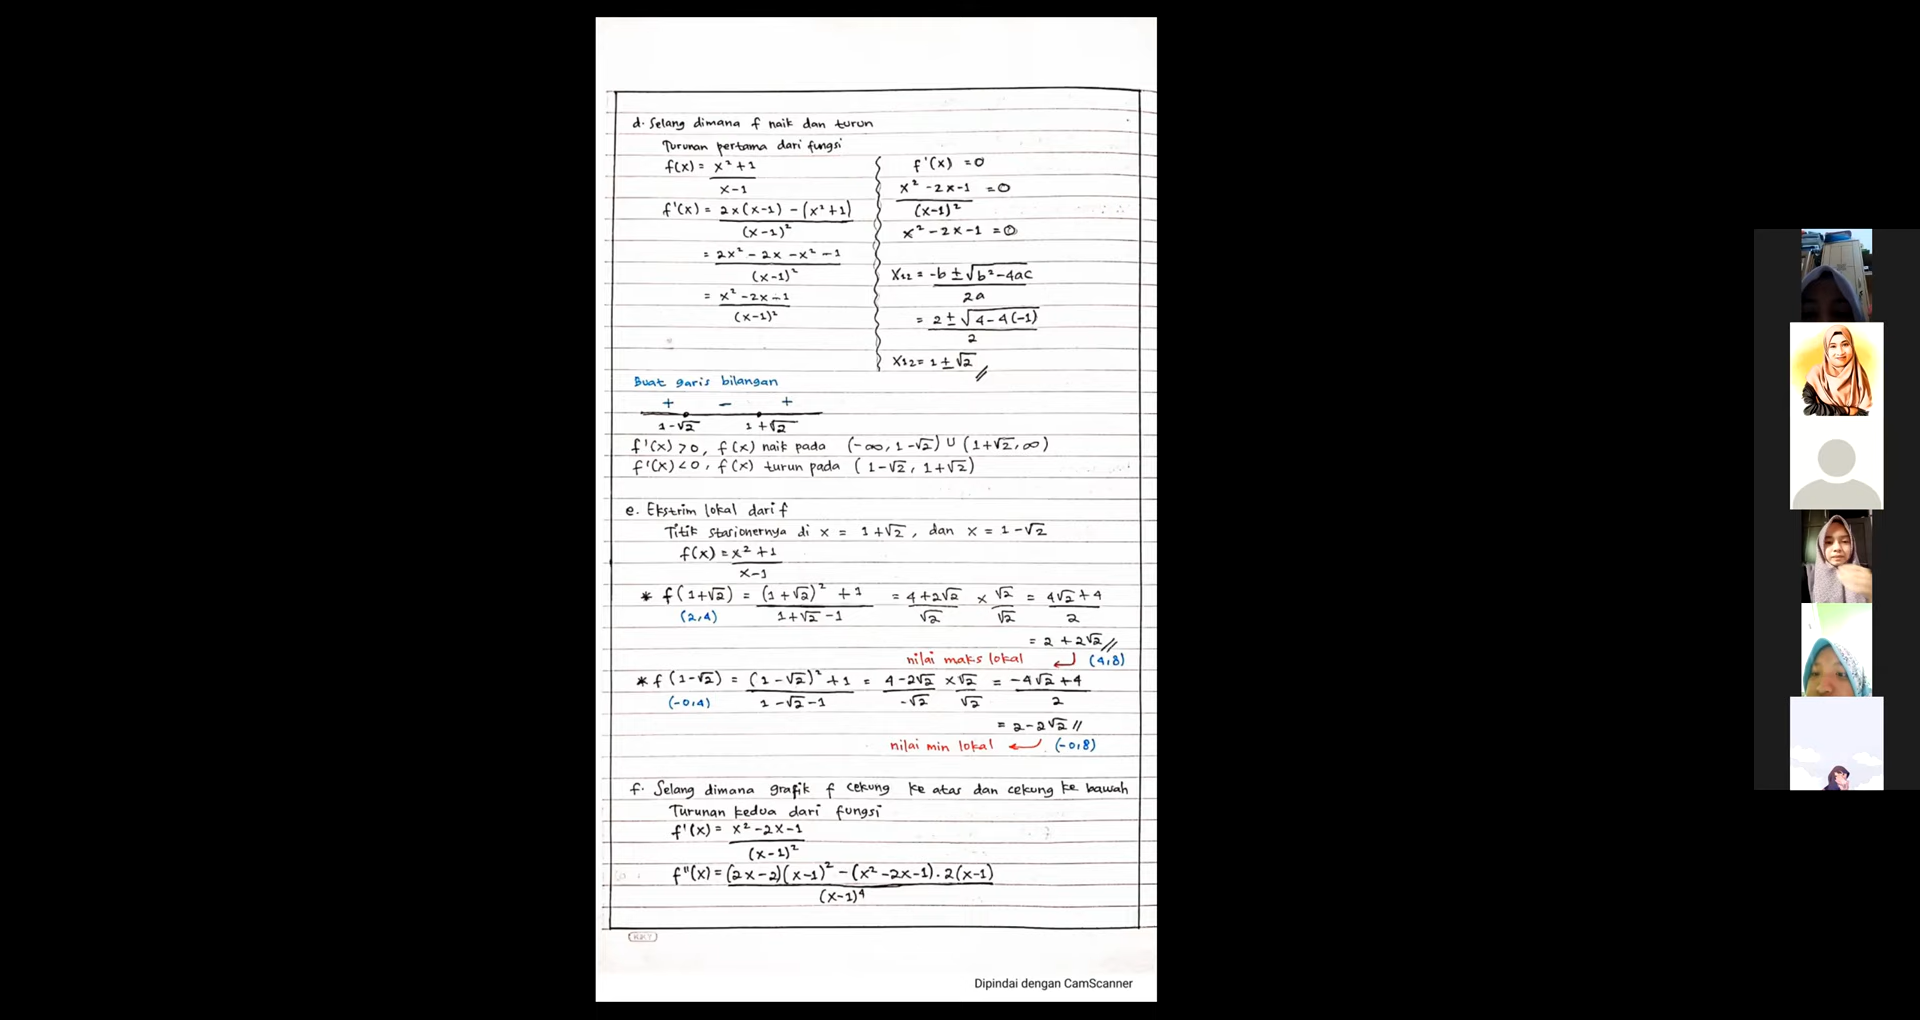 d. Selang dimana f naik dan turun
Turunan pertama dari fungsi
f(x) = x² + 1
x-1
f'(x) = 2x(x-1) - (x²+1)
(x-1)²
= 2x² - 2x - x² - 1
(x-1)²
= x² - 2x - 1
(x-1)²
f'(x) = 0
x² - 2x - 1 = 0
(x-1)²
x² - 2x - 1 = 0
X₁₂ = -b ± √b² - 4ac
2a
= 2 ± √4 - 4(-1)
2
X₁₂ = 1 ± √2 //
Buat garis bilangan
+ - +
1-√2 1+√2
f'(x) > 0, f(x) naik pada (-∞, 1-√2) ∪ (1+√2, ∞)
f'(x) < 0, f(x) turun pada (1-√2, 1+√2)
e. Ekstrim lokal dari f
Titik stasionernya di x = 1+√2, dan x = 1-√2
f(x) = x² + 1
x-1
* f(1+√2) = (1+√2)² + 1 = 4+2√2 × √2 = 4√2 + 4
(2,4) 1+√2 - 1 √2 √2 2
= 2 + 2√2 //
nilai maks lokal (4,8)
* f(1-√2) = (1-√2)² + 1 = 4-2√2 × √2 = -4√2 + 4
(-0,4) 1-√2-1 -√2 √2 2
= 2-2√2 //
nilai min lokal (-0,8)
f. Selang dimana grafik f cekung ke atas dan cekung ke bawah
Turunan kedua dari fungsi
f'(x) = x² - 2x - 1
(x-1)²
f"(x) = (2x-2)(x-1)² - (x²-2x-1) . 2(x-1)
(x-1)⁴
Dipindai dengan CamScanner